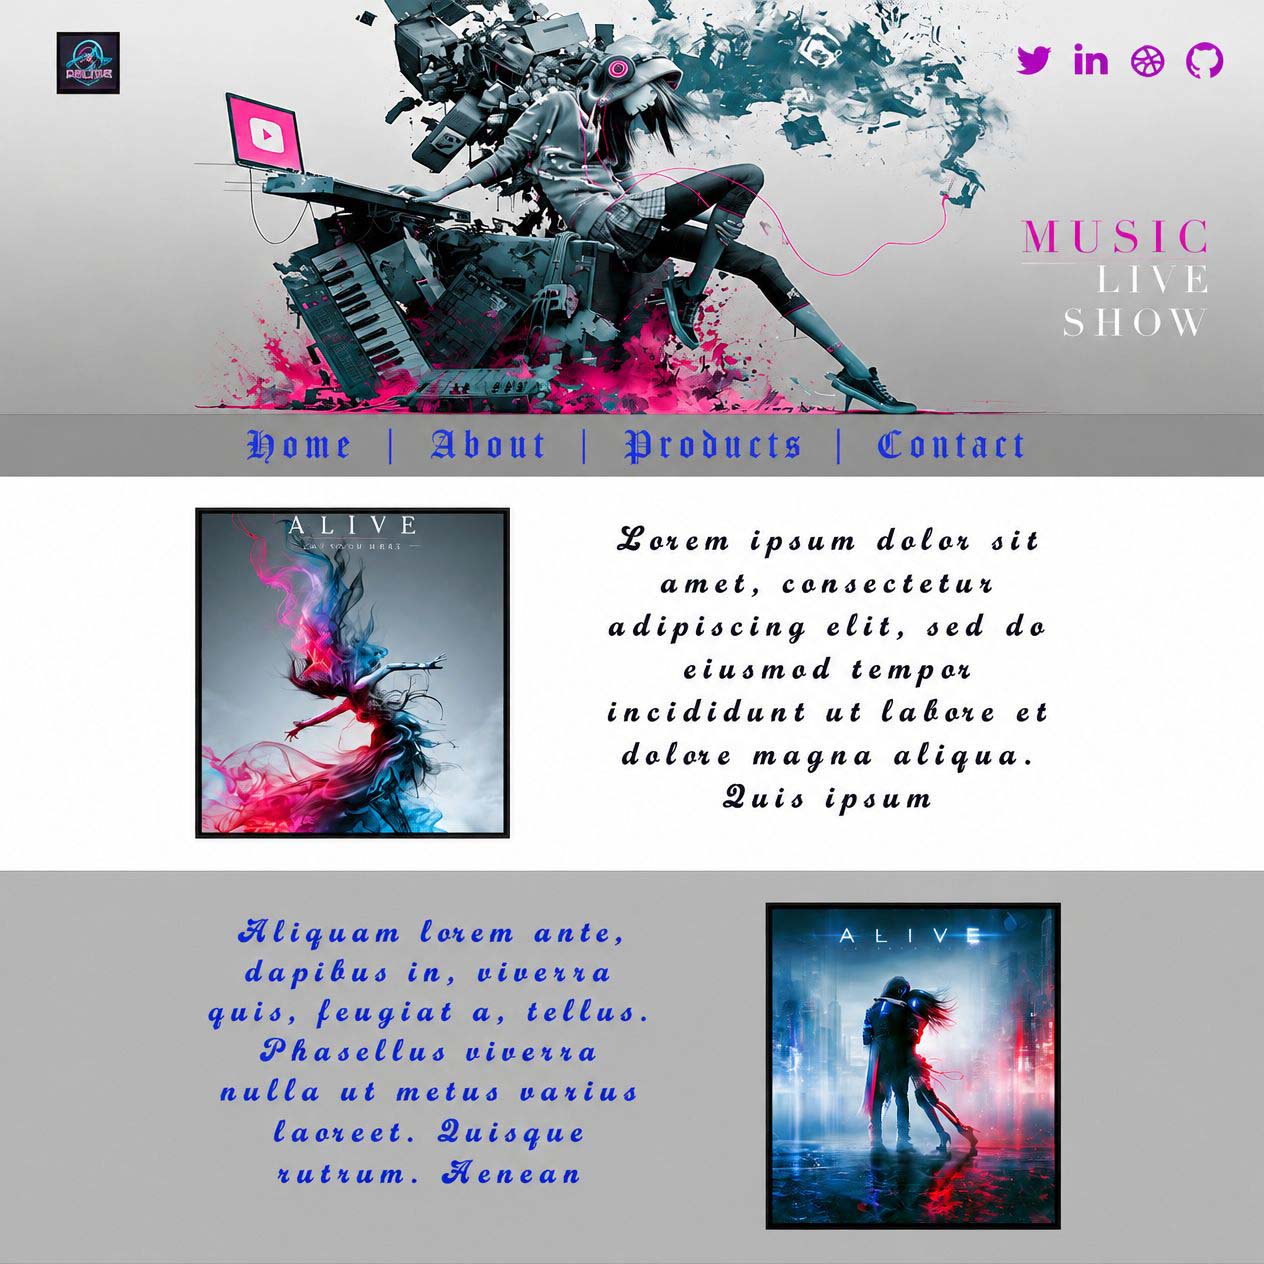 MUSIC
LIVE
SHOW
Home | About | Products | Contact
ALIVE
Lorem ipsum dolor sit
amet, consectetur
adipiscing elit, sed do
eiusmod tempor
incididunt ut labore et
dolore magna aliqua.
Quis ipsum
Aliquam lorem ante,
dapibus in, viverra
quis, feugiat a, tellus.
Phasellus viverra
nulla ut metus varius
laoreet. Quisque
rutrum. Aenean
ALIVE